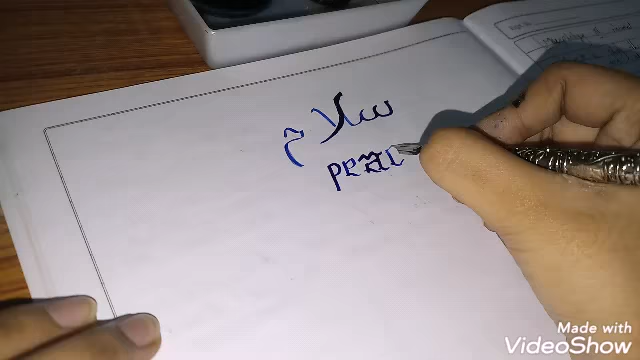 سلام
peac
Made with
VideoShow